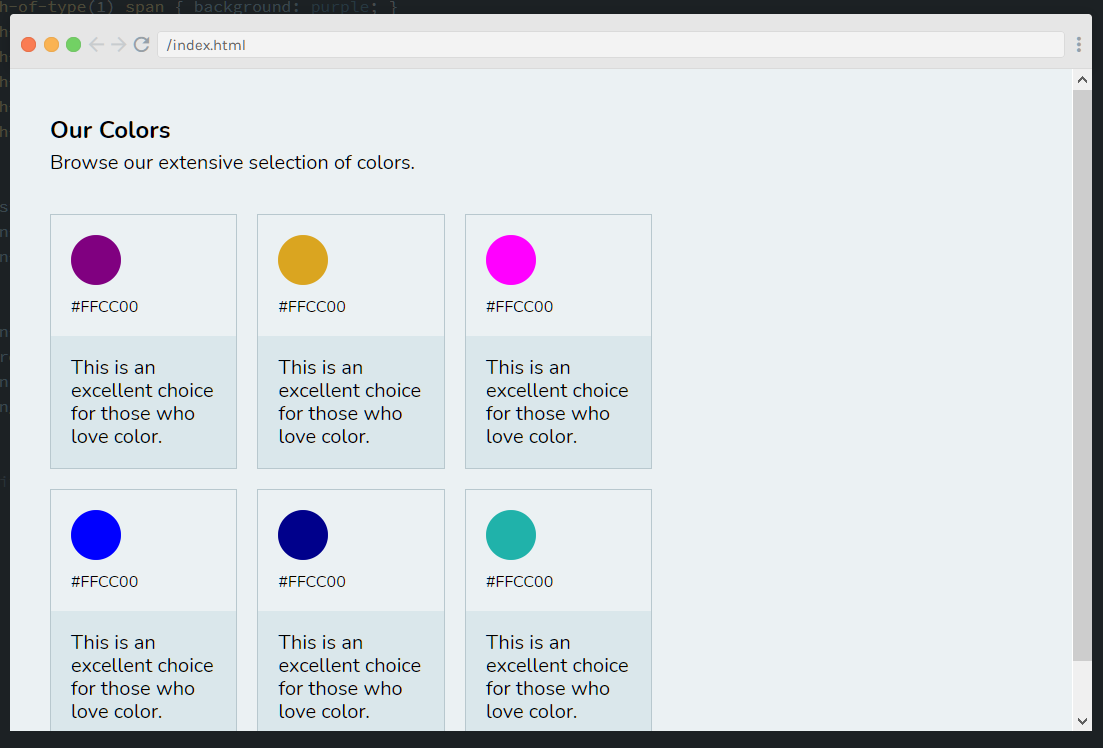 h-of-type(1) span { background: purple; }
/index.html
Our Colors
Browse our extensive selection of colors.
#FFCC00 #FFCC00 #FFCC00
This is an This is an This is an
excellent choice excellent choice excellent choice
for those who for those who for those who
love color. love color. love color.
#FFCC00 #FFCC00 #FFCC00
This is an This is an This is an
excellent choice excellent choice excellent choice
for those who for those who for those who
love color. love color. love color.